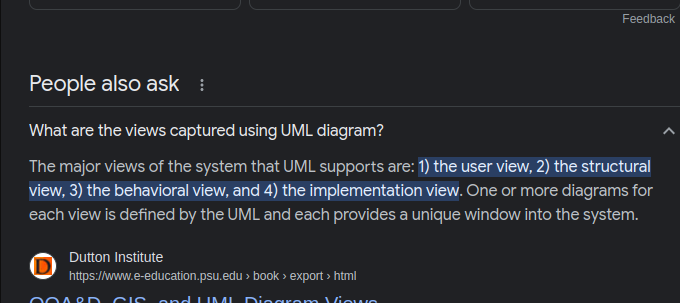 Feedback
People also ask
What are the views captured using UML diagram?
The major views of the system that UML supports are: 1) the user view, 2) the structural
view, 3) the behavioral view, and 4) the implementation view. One or more diagrams for
each view is defined by the UML and each provides a unique window into the system.
D
Dutton Institute
https://www.e-education.psu.edu › book › export › html
OOA&D, GIS, and UML Diagram Views